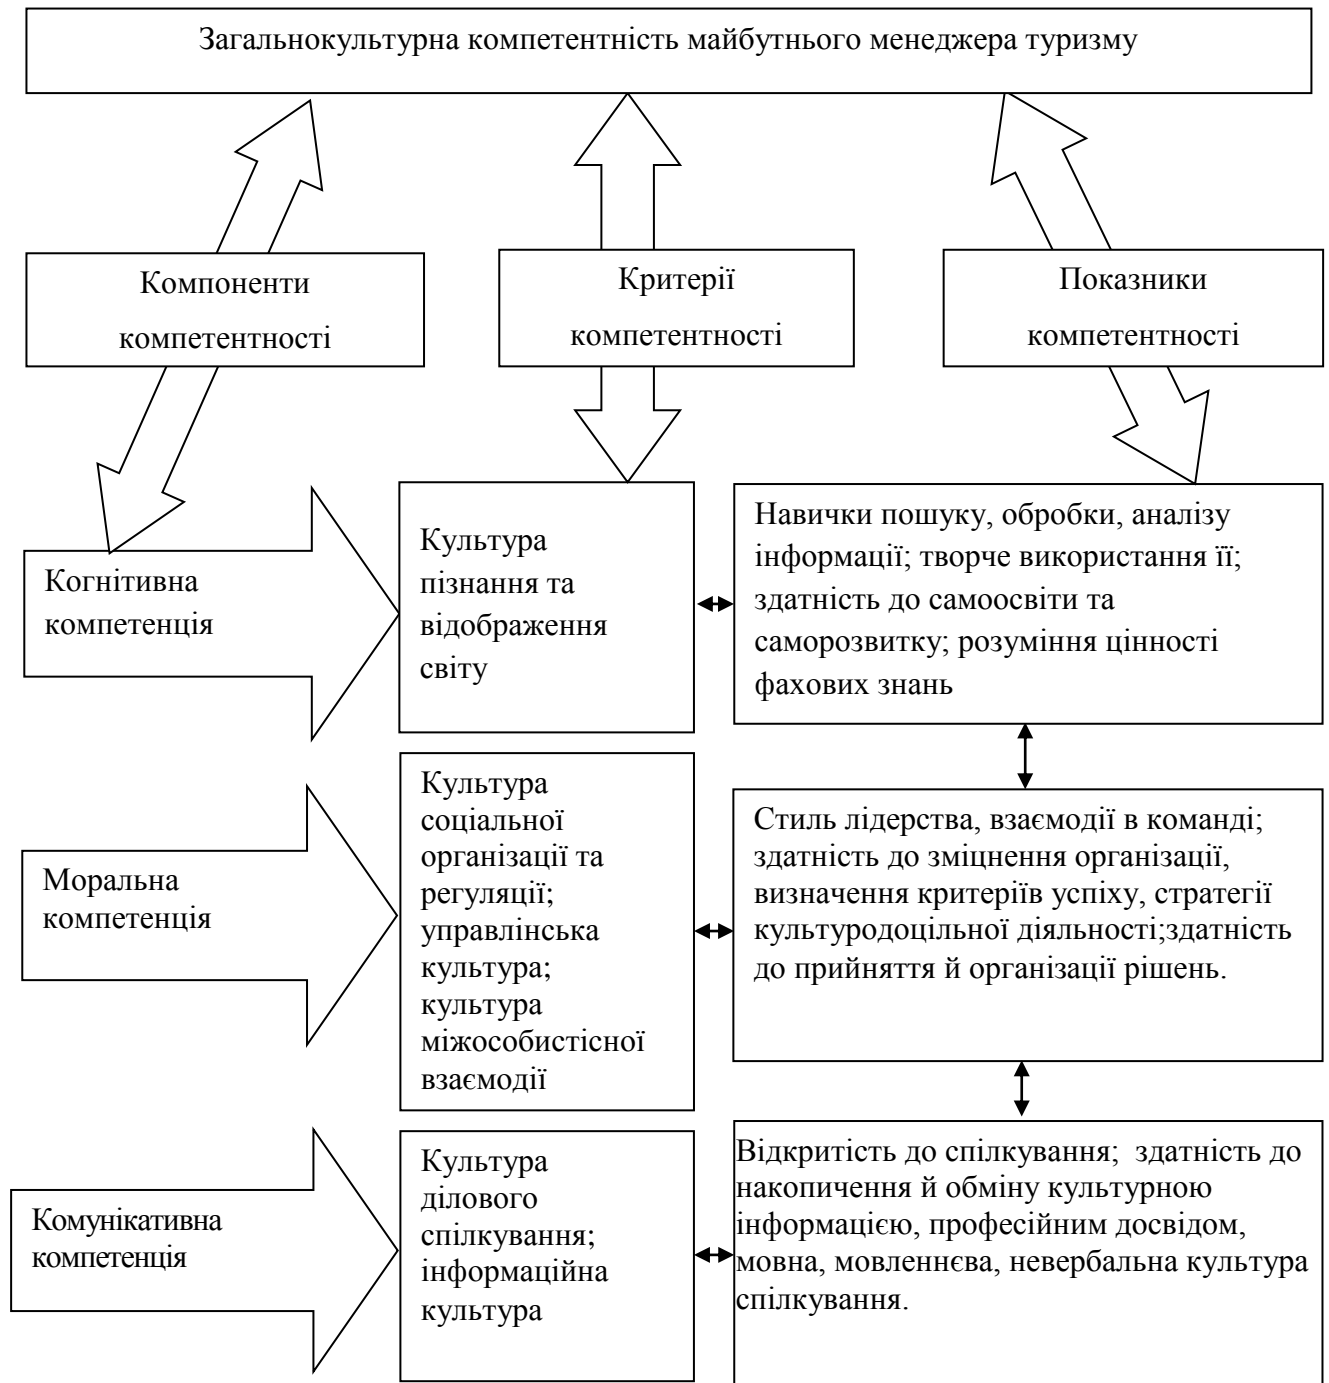 Загальнокультурна компетентність майбутнього менеджера туризму
Компоненти
компетентності
Критерії
компетентності
Показники
компетентності
Когнітивна
компетенція
Культура
пізнання та
відображення
світу
Навички пошуку, обробки, аналізу
інформації; творче використання її;
здатність до самоосвіти та
саморозвитку; розуміння цінності
фахових знань
Моральна
компетенція
Культура
соціальної
організації та
регуляції;
управлінська
культура;
культура
міжособистісної
взаємодії
Стиль лідерства, взаємодії в команді;
здатність до зміцнення організації,
визначення критеріїв успіху, стратегії
культуродоцільної діяльності;здатність
до прийняття й організації рішень.
Комунікативна
компетенція
Культура
ділового
спілкування;
інформаційна
культура
Відкритість до спілкування;  здатність до
накопичення й обміну культурною
інформацією, професійним досвідом,
мовна, мовленнєва, невербальна культура
спілкування.